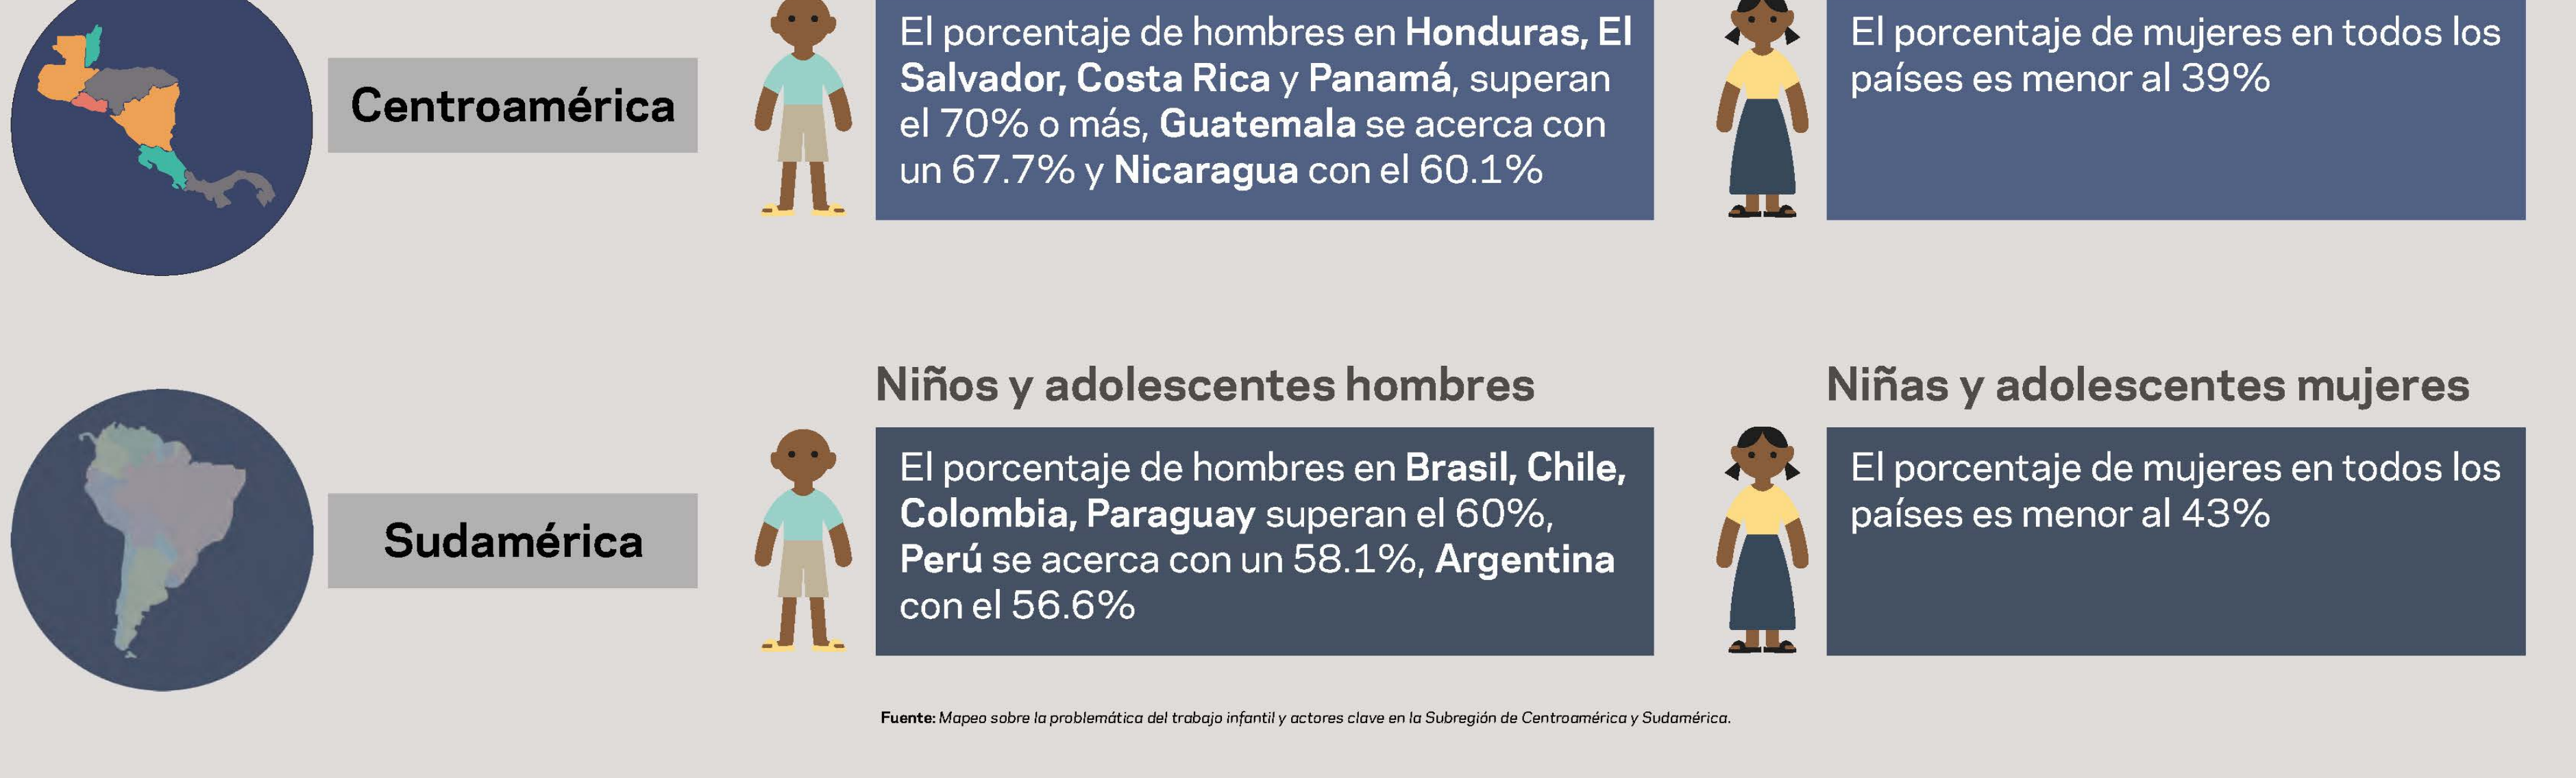 Centroamérica
El porcentaje de hombres en Honduras, El
Salvador, Costa Rica y Panamá, superan
el 70% o más, Guatemala se acerca con
un 67.7% y Nicaragua con el 60.1%
El porcentaje de mujeres en todos los
países es menor al 39%
Sudamérica
Niños y adolescentes hombres
El porcentaje de hombres en Brasil, Chile,
Colombia, Paraguay superan el 60%,
Perú se acerca con un 58.1%, Argentina
con el 56.6%
Niñas y adolescentes mujeres
El porcentaje de mujeres en todos los
países es menor al 43%
Fuente: Mapeo sobre la problemática del trabajo infantil y actores clave en la Subregión de Centroamérica y Sudamérica.